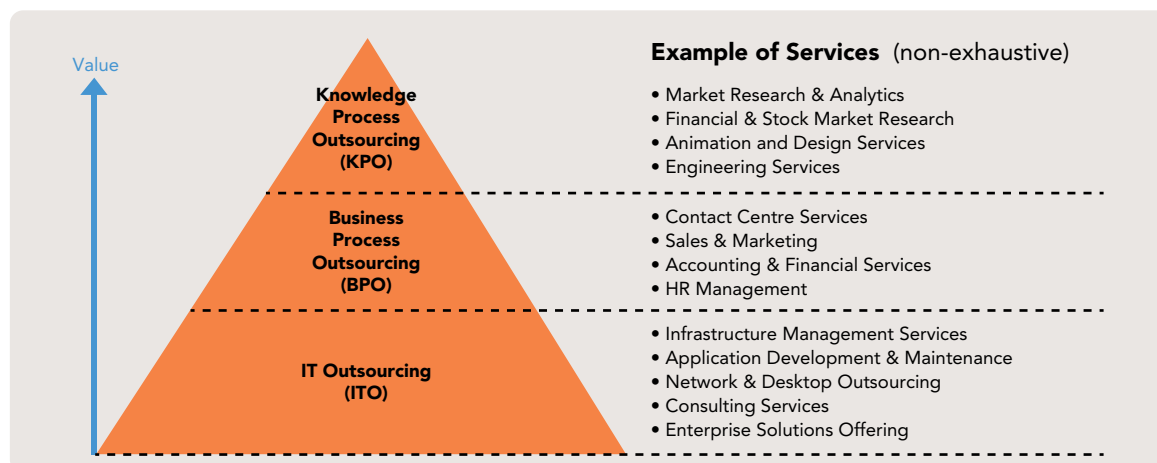 Value
Knowledge
Process
Outsourcing
(KPO)
Business
Process
Outsourcing
(BPO)
IT Outsourcing
(ITO)
Example of Services (non-exhaustive)
• Market Research & Analytics
• Financial & Stock Market Research
• Animation and Design Services
• Engineering Services
• Contact Centre Services
• Sales & Marketing
• Accounting & Financial Services
• HR Management
• Infrastructure Management Services
• Application Development & Maintenance
• Network & Desktop Outsourcing
• Consulting Services
• Enterprise Solutions Offering